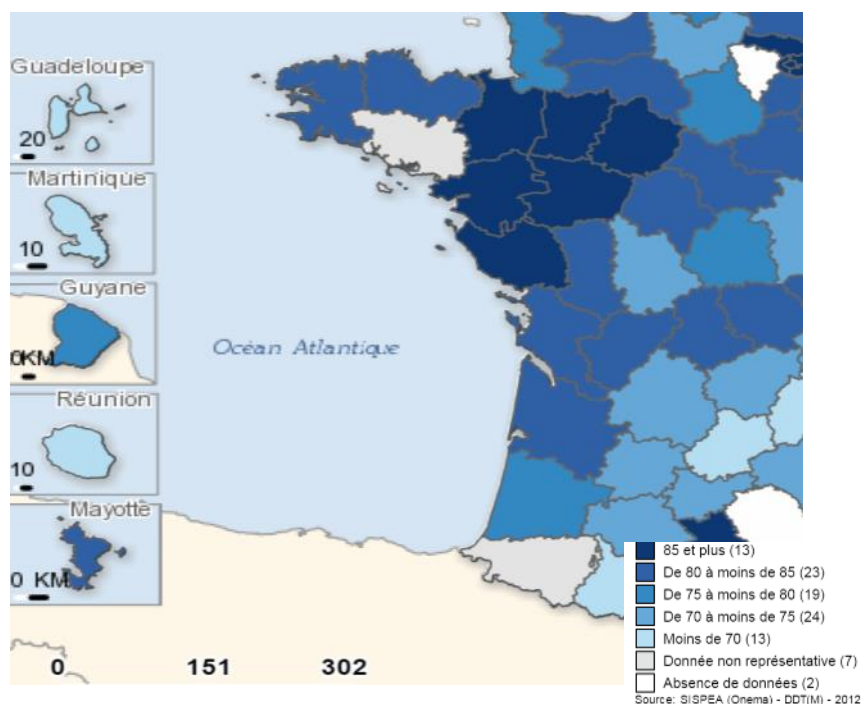 Guadeloupe
20
Martinique
10
Guyane
0KM
Océan Atlantique
Réunion
10
Mayotte
0 KM
0 151 302
85 et plus (13)
De 80 à moins de 85 (23)
De 75 à moins de 80 (19)
De 70 à moins de 75 (24)
Moins de 70 (13)
Donnée non représentative (7)
Absence de données (2)
Source: SISPEA (Onema) - DDT(M) - 2012